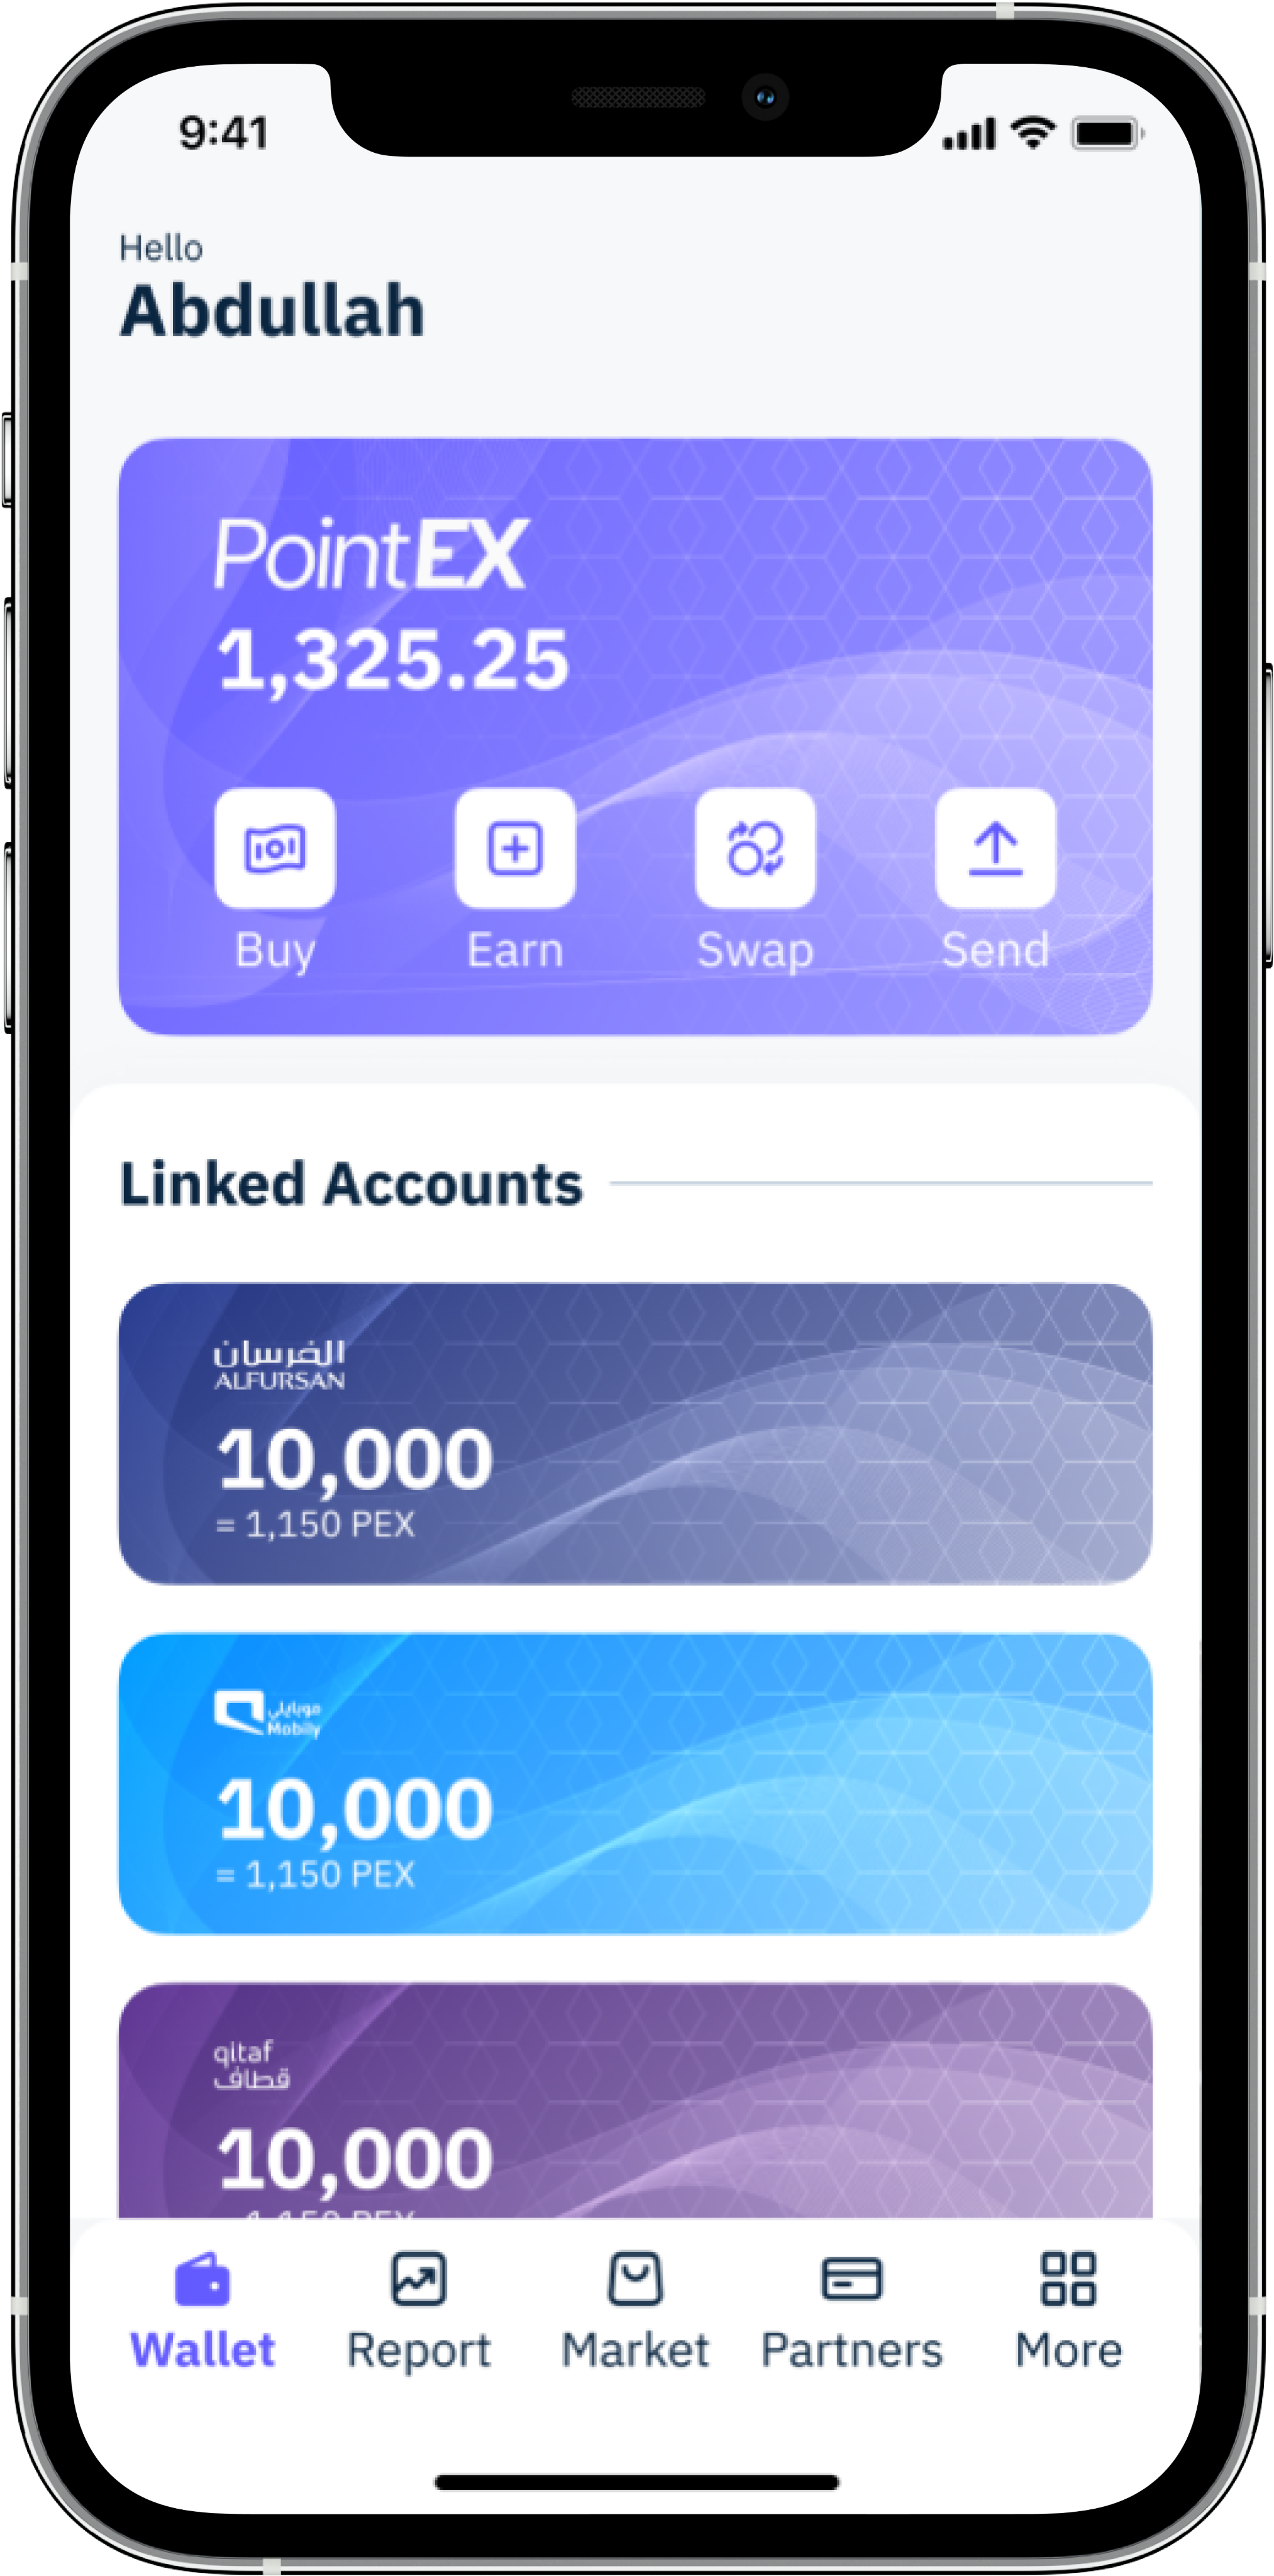 9:41
Hello
Abdullah
PointEX
1,325.25
Buy Earn Swap Send
Linked Accounts
الفرسان
ALFURSAN
10,000
= 1,150 PEX
موبايلي
Mobily
10,000
= 1,150 PEX
qitaf
قطاف
10,000
Wallet Report Market Partners More